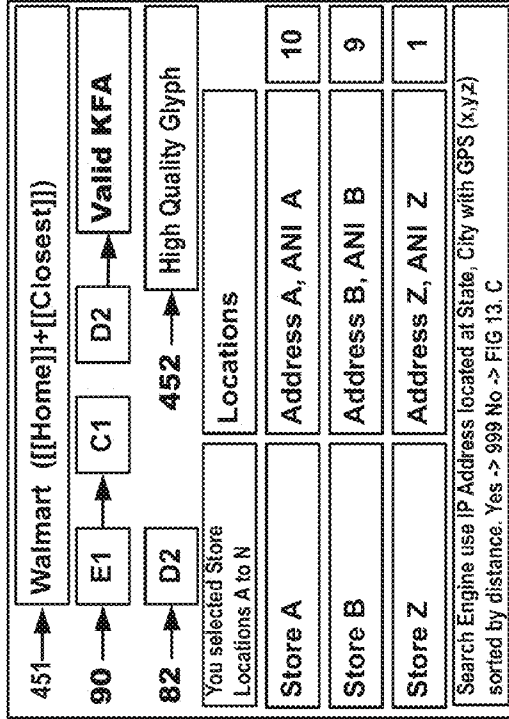 451 Walmart ([[Home]]+[[Closest]])
90 E1 C1 D2 Valid KFA
82 D2 452 High Quality Glyph
You selected Store
Locations A to N
Locations
Store A Address A, ANI A 10
Store B Address B, ANI B 9
Store Z Address Z, ANI Z 1
Search Engine use IP Address located at State, City with GPS (x,y,z)
sorted by distance. Yes -> 999 No -> FIG 13. C